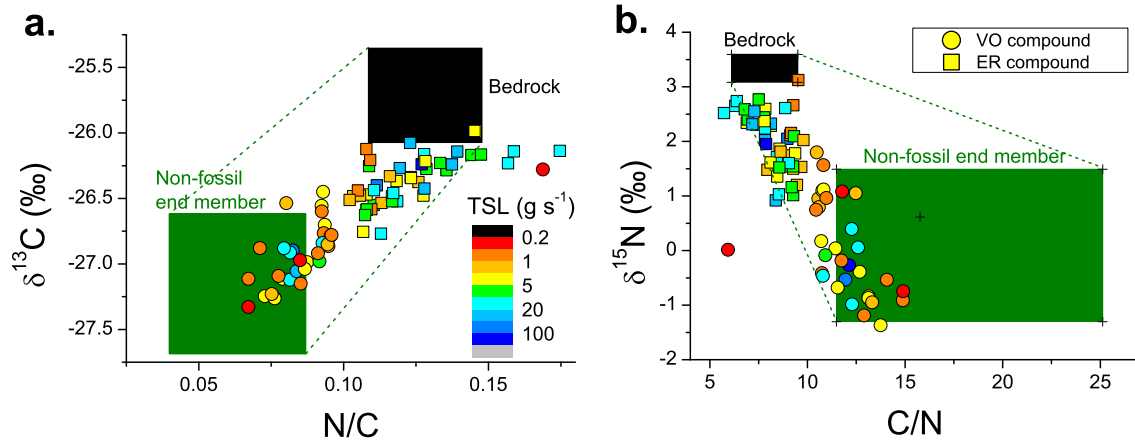 a.
-25.5
-26.0
-26.5
-27.0
-27.5
δ13C (‰)
Bedrock
Non-fossil
end member
TSL (g s-1)
0.2
1
5
20
100
0.05
0.10
0.15
N/C
b.
4
3
2
1
0
-1
-2
δ15N (‰)
Bedrock
VO compound
ER compound
Non-fossil end member
5
10
15
20
25
C/N